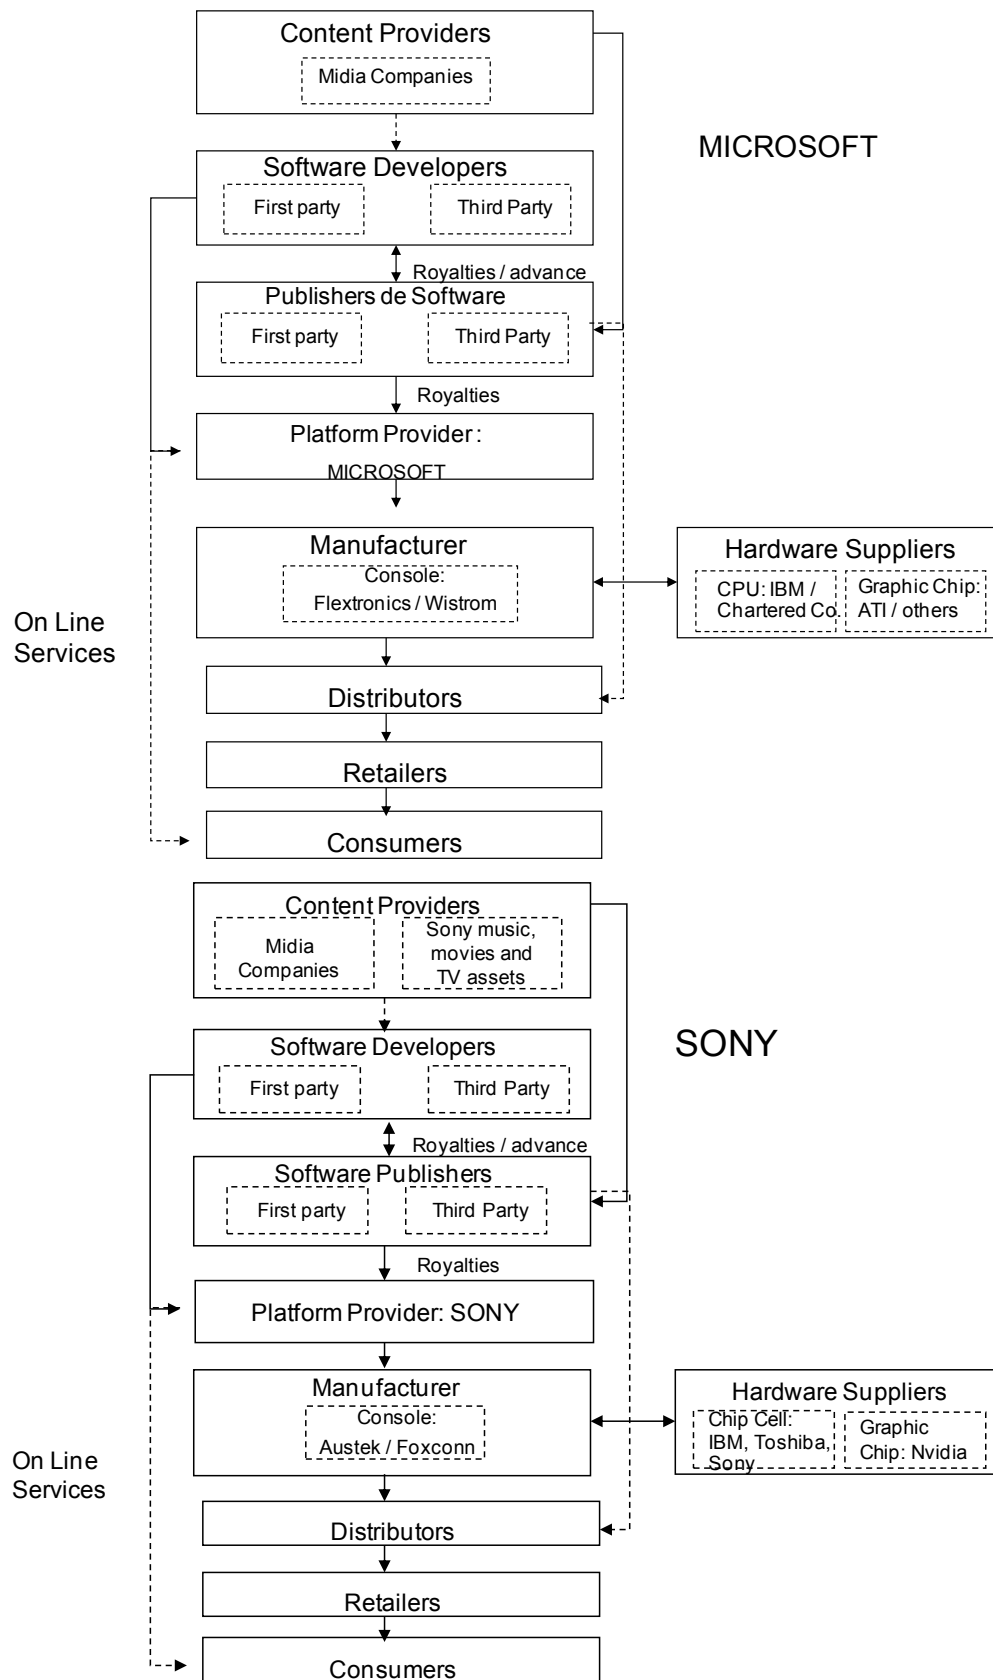 Content Providers
Midia Companies
MICROSOFT
Software Developers
First party
Third Party
Royalties / advance
Publishers de Software
First party
Third Party
Royalties
Platform Provider :
MICROSOFT
Manufacturer
Console:
Flextronics / Wistrom
Hardware Suppliers
CPU: IBM /
Chartered Co.
Graphic Chip:
ATI / others
On Line
Services
Distributors
Retailers
Consumers
Content Providers
Midia
Companies
Sony music,
movies and
TV assets
SONY
Software Developers
First party
Third Party
Royalties / advance
Software Publishers
First party
Third Party
Royalties
Platform Provider: SONY
Manufacturer
Console:
Austek / Foxconn
Hardware Suppliers
Chip Cell:
IBM, Toshiba,
Sony
Graphic
Chip: Nvidia
On Line
Services
Distributors
Retailers
Consumers